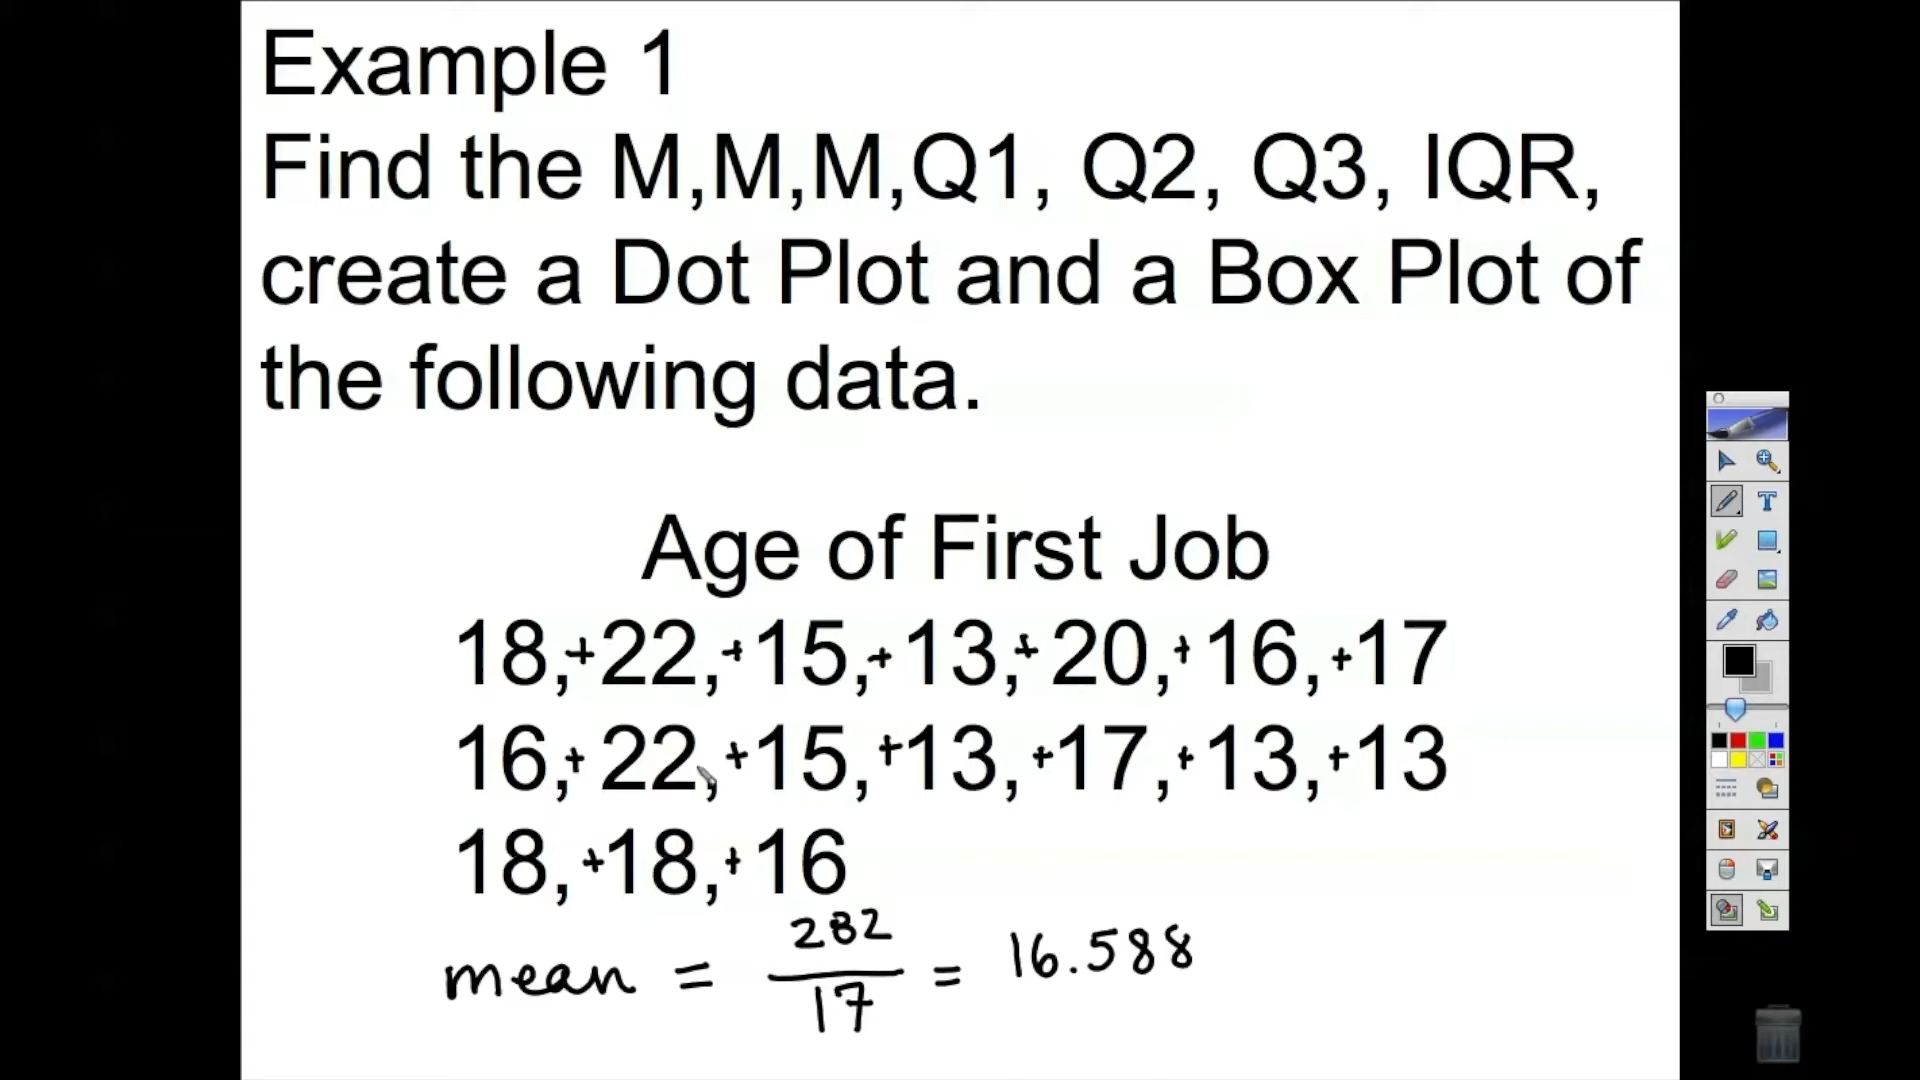 Example 1
Find the M,M,M,Q1, Q2, Q3, IQR,
create a Dot Plot and a Box Plot of
the following data.
Age of First Job
18,+22,+15,+13,+20,+16,+17
16,+22,+15,+13,+17,+13,+13
18,+18,+16
mean = 282/17 = 16.588
T